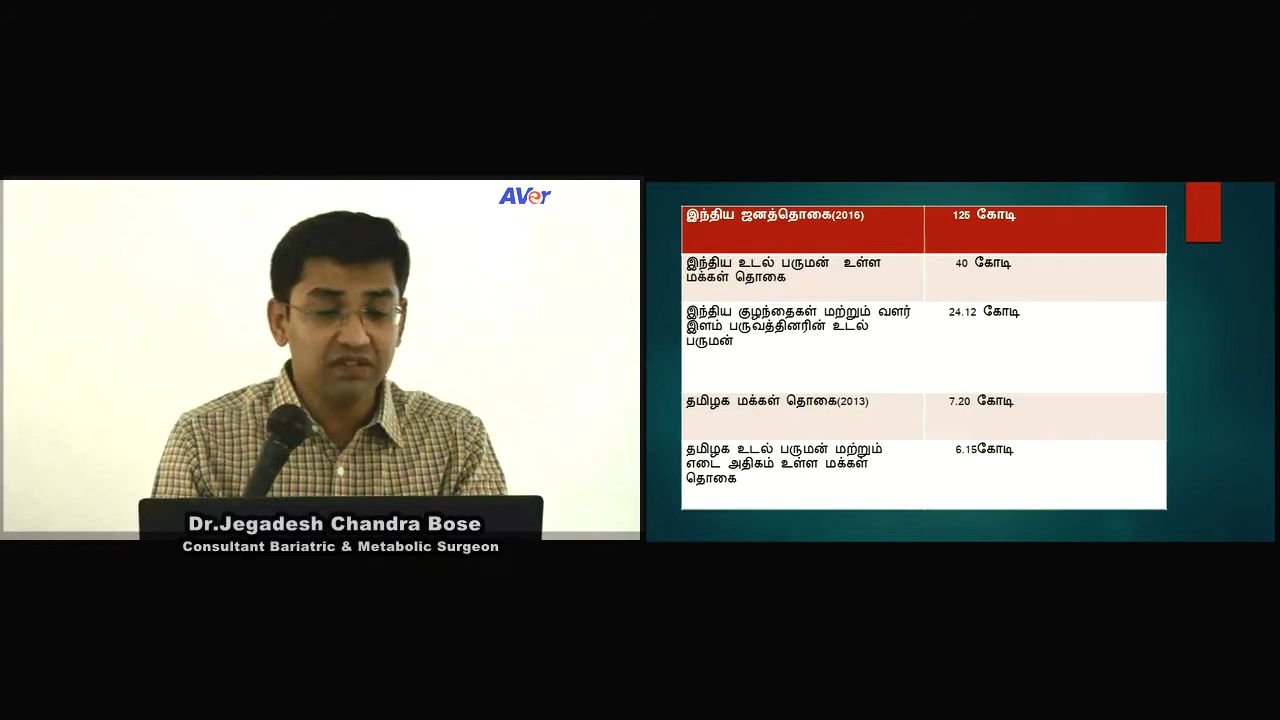 AVer
Dr.Jegadesh Chandra Bose
Consultant Bariatric & Metabolic Surgeon
இந்திய ஜனத்தொகை(2016) 125 கோடி
இந்திய உடல் பருமன் உள்ள 40 கோடி
மக்கள் தொகை
இந்திய குழந்தைகள் மற்றும் வளர் 24.12 கோடி
இளம் பருவத்தினரின் உடல்
பருமன்
தமிழக மக்கள் தொகை(2013) 7.20 கோடி
தமிழக உடல் பருமன் மற்றும் 6.15கோடி
எடை அதிகம் உள்ள மக்கள்
தொகை